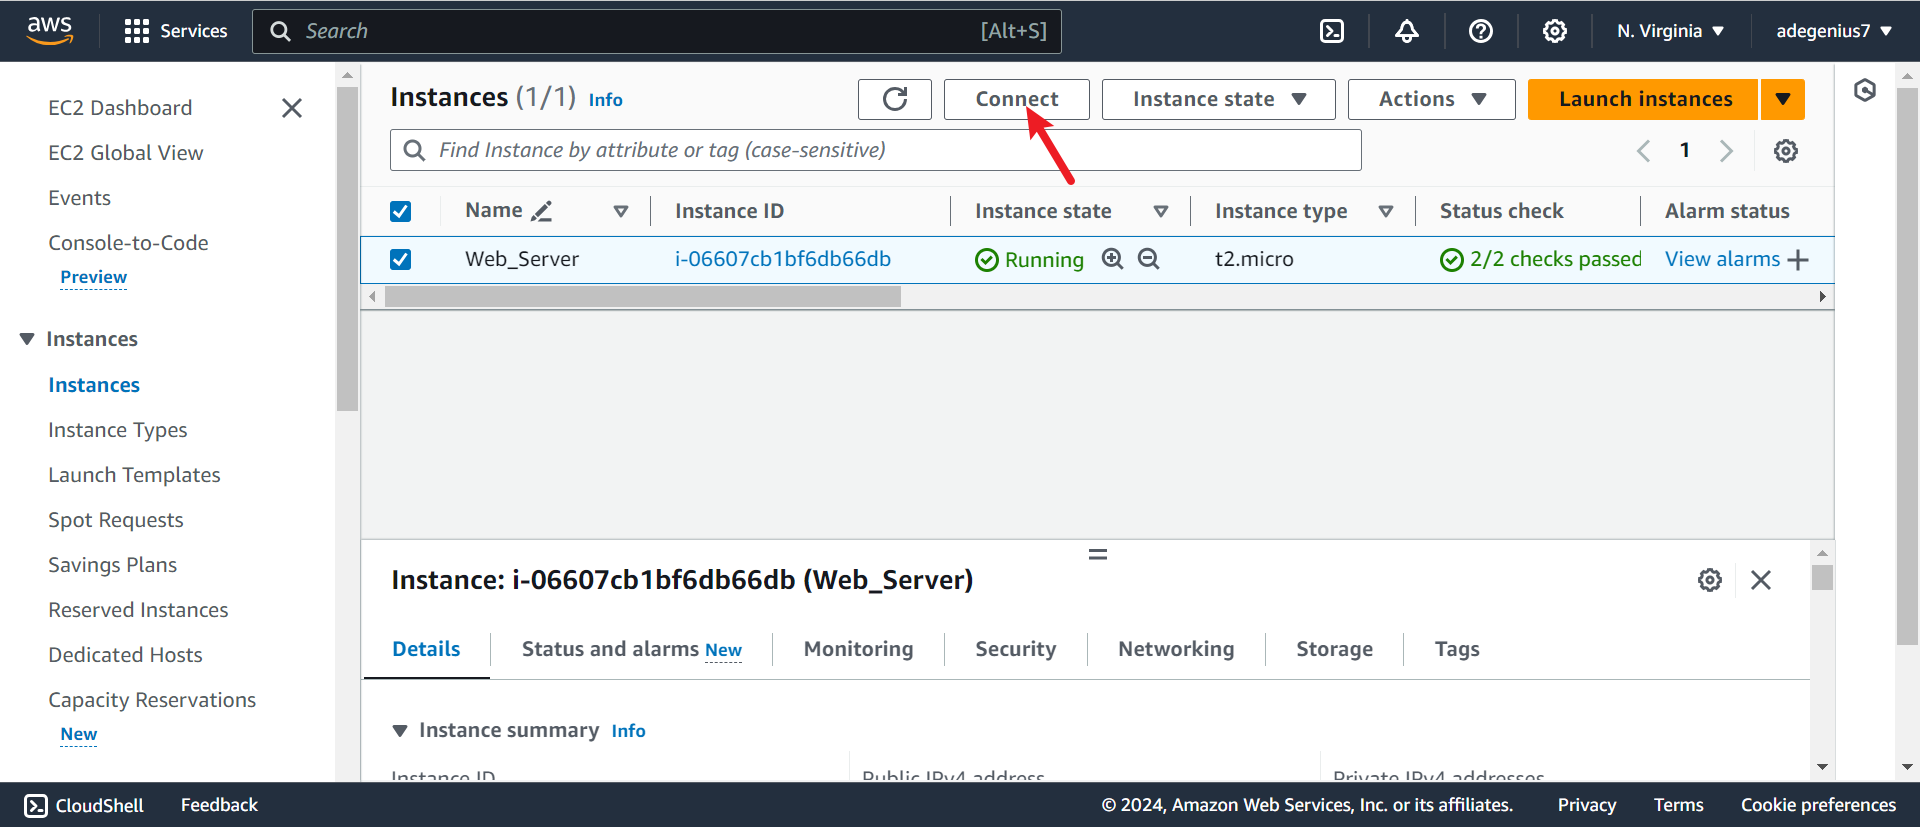 aws
Services
Search
[Alt+S]
N. Virginia
adegenius7
EC2 Dashboard
EC2 Global View
Events
Console-to-Code
Preview
Instances
Instances
Instance Types
Launch Templates
Spot Requests
Savings Plans
Reserved Instances
Dedicated Hosts
Capacity Reservations
New
Instances (1/1) Info
Connect
Instance state
Actions
Launch instances
Find Instance by attribute or tag (case-sensitive)
1
Name
Instance ID
Instance state
Instance type
Status check
Alarm status
Web_Server
i-06607cb1bf6db66db
Running
t2.micro
2/2 checks passed
View alarms
Instance: i-06607cb1bf6db66db (Web_Server)
Details
Status and alarms New
Monitoring
Security
Networking
Storage
Tags
Instance summary Info
Instance ID
Public IPv4 address
Private IPv4 addresses
CloudShell
Feedback
© 2024, Amazon Web Services, Inc. or its affiliates.
Privacy
Terms
Cookie preferences